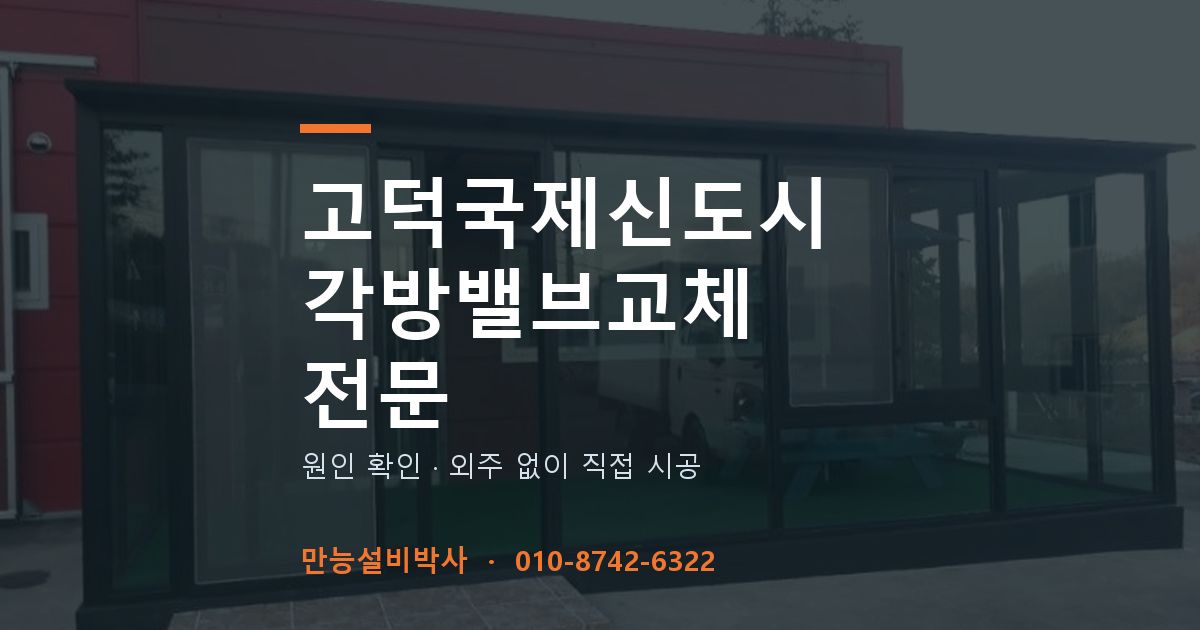 고덕국제신도시
각방밸브교체
전문
원인 확인 · 외주 없이 직접 시공
만능설비박사 · 010-8742-6322